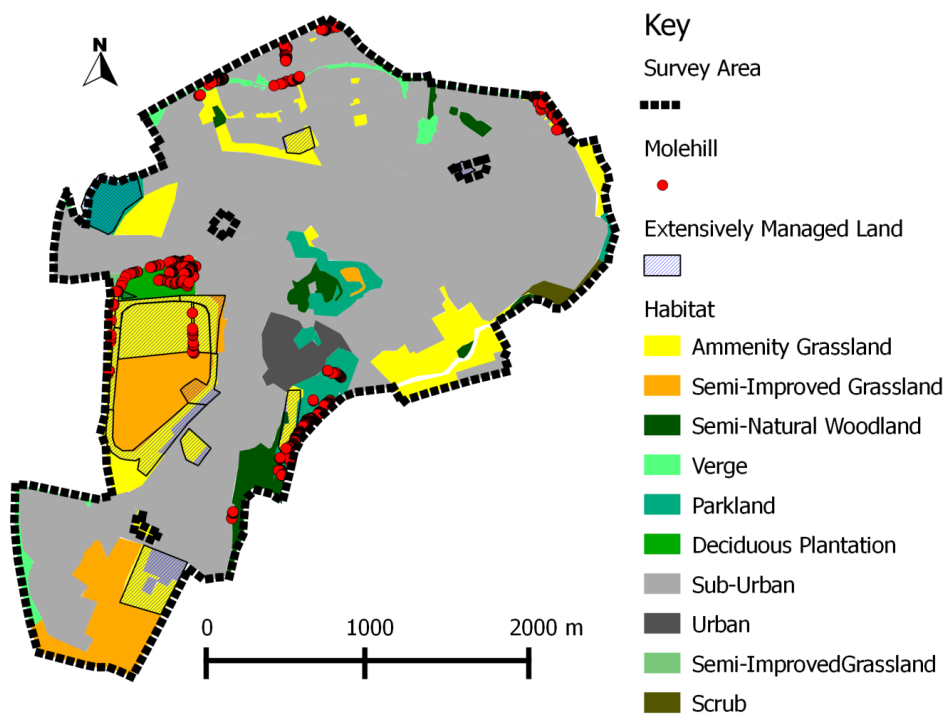 N
Key
Survey Area
Molehill
Extensively Managed Land
Habitat
Ammenity Grassland
Semi-Improved Grassland
Semi-Natural Woodland
Verge
Parkland
Deciduous Plantation
Sub-Urban
Urban
Semi-ImprovedGrassland
Scrub
0 1000 2000 m